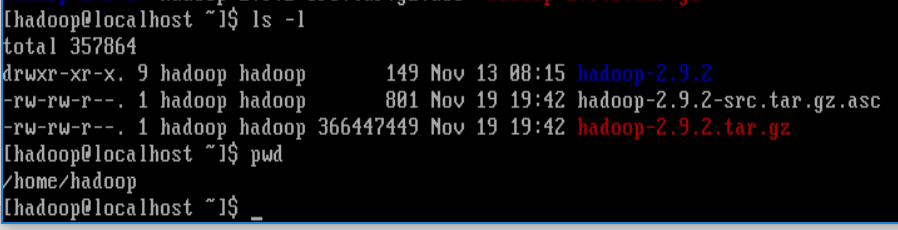 [hadoop@localhost ~]$ ls -l
total 357864
drwxr-xr-x. 9 hadoop hadoop 149 Nov 13 08:15 hadoop-2.9.2
-rw-rw-r--. 1 hadoop hadoop 801 Nov 19 19:42 hadoop-2.9.2-src.tar.gz.asc
-rw-rw-r--. 1 hadoop hadoop 366447449 Nov 19 19:42 hadoop-2.9.2.tar.gz
[hadoop@localhost ~]$ pwd
/home/hadoop
[hadoop@localhost ~]$ _